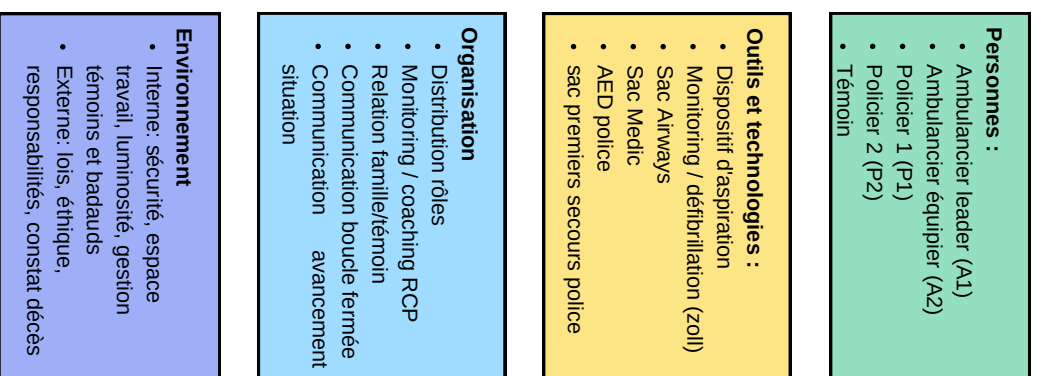 Personnes :
• Ambulancier leader (A1)
• Ambulancier équipier (A2)
• Policier 1 (P1)
• Policier 2 (P2)
• Témoin
Outils et technologies :
• Dispositif d'aspiration
• Monitoring / défibrillation (zoll)
• Sac Airways
• Sac Medic
• AED police
• sac premiers secours police
Organisation
• Distribution rôles
• Monitoring / coaching RCP
• Relation famille/témoin
• Communication boucle fermée
• Communication avancement
situation
Environnement
• Interne: sécurité, espace
travail, luminosité, gestion
témoins et badauds
• Externe: lois, éthique,
responsabilités, constat décès